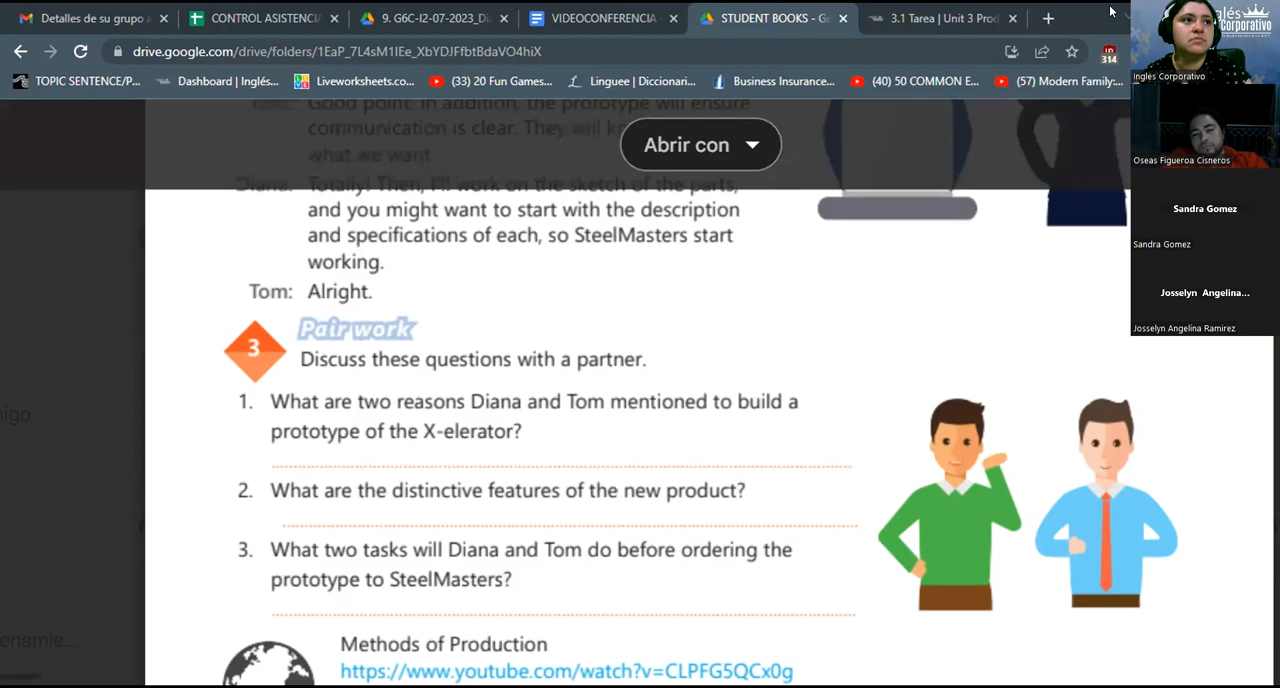 Detalles de su grupo a
CONTROL ASISTENCI
9. G6C-I2-07-2023_Di
VIDEOCONFERENCIA
STUDENT BOOKS - Go
3.1 Tarea | Unit 3 Prod
drive.google.com/drive/folders/1EaP_7L4sM1IEe_XbYDJFfbtBdaVO4hiX
314
TOPIC SENTENCE/P...
Dashboard | Inglés...
Liveworksheets.co...
(33) 20 Fun Games...
Linguee | Diccionari...
Business Insurance...
(40) 50 COMMON E...
(57) Modern Family:...
Good point. In addition, the prototype will ensure
communication is clear. They will
what we want.
Abrir con
Diana: Totally! Then, I'll work on the sketch of the parts,
and you might want to start with the description
and specifications of each, so SteelMasters start
working.
Tom: Alright.
3
Pair work
Discuss these questions with a partner.
1. What are two reasons Diana and Tom mentioned to build a
prototype of the X-elerator?
2. What are the distinctive features of the new product?
3. What two tasks will Diana and Tom do before ordering the
prototype to SteelMasters?
Methods of Production
https://www.youtube.com/watch?v=CLPFG5QCx0g
nigo
enamie...
glés
orporativo
Ingles Corporativo
Oseas Figueroa Cisneros
Sandra Gomez
Sandra Gomez
Josselyn Angelina...
Josselyn Angelina Ramirez